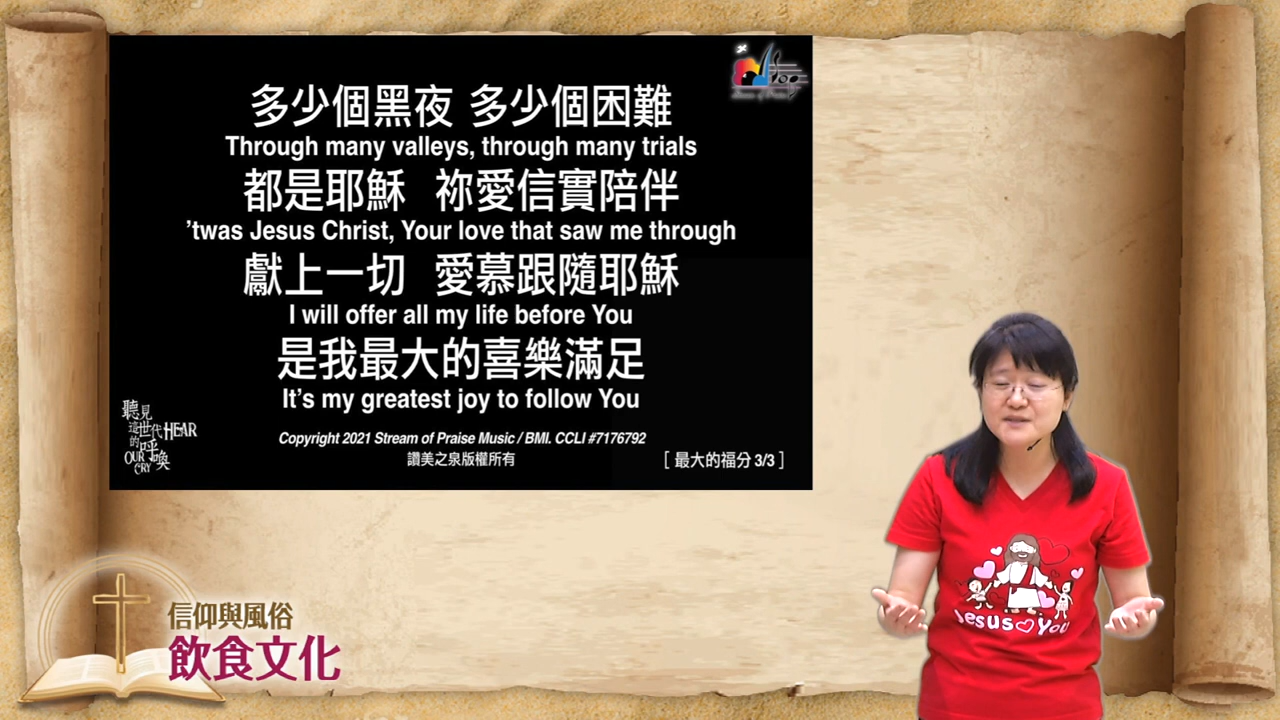 多少個黑夜 多少個困難
Through many valleys, through many trials
都是耶穌 祢愛信實陪伴
’twas Jesus Christ, Your love that saw me through
獻上一切 愛慕跟隨耶穌
I will offer all my life before You
是我最大的喜樂滿足
It’s my greatest joy to follow You
聽見
這世代HEAR
的呼喚
OUR
CRY
Copyright 2021 Stream of Praise Music / BMI. CCLI #7176792
讚美之泉版權所有
[ 最大的福分 3/3 ]
Jesus You
信仰與風俗
飲食文化